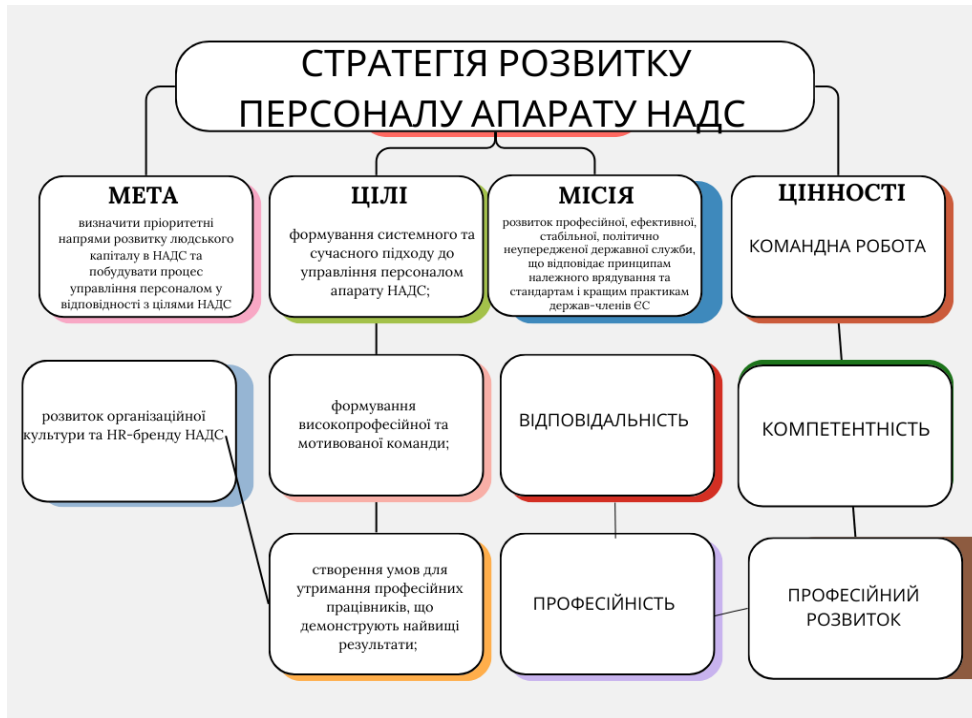 СТРАТЕГІЯ РОЗВИТКУ
ПЕРСОНАЛУ АПАРАТУ НАДС
МЕТА
визначити пріоритетні
напрями розвитку людського
капіталу в НАДС та
побудувати процес
управління персоналом у
відповідності з цілями НАДС
ЦІЛІ
формування системного та
сучасного підходу до
управління персоналом
апарату НАДС;
МІСІЯ
розвиток професійної, ефективної,
стабільної, політично
неупередженої державної служби,
що відповідає принципам
належного врядування та
стандартам і кращим практикам
держав-членів ЄС
ЦІННОСТІ
КОМАНДНА РОБОТА
розвиток організаційної
культури та HR-бренду НАДС
формування
високопрофесійної та
мотивованої команди;
ВІДПОВІДАЛЬНІСТЬ
КОМПЕТЕНТНІСТЬ
створення умов для
утримання професійних
працівників, що
демонструють найвищі
результати;
ПРОФЕСІЙНІСТЬ
ПРОФЕСІЙНИЙ
РОЗВИТОК